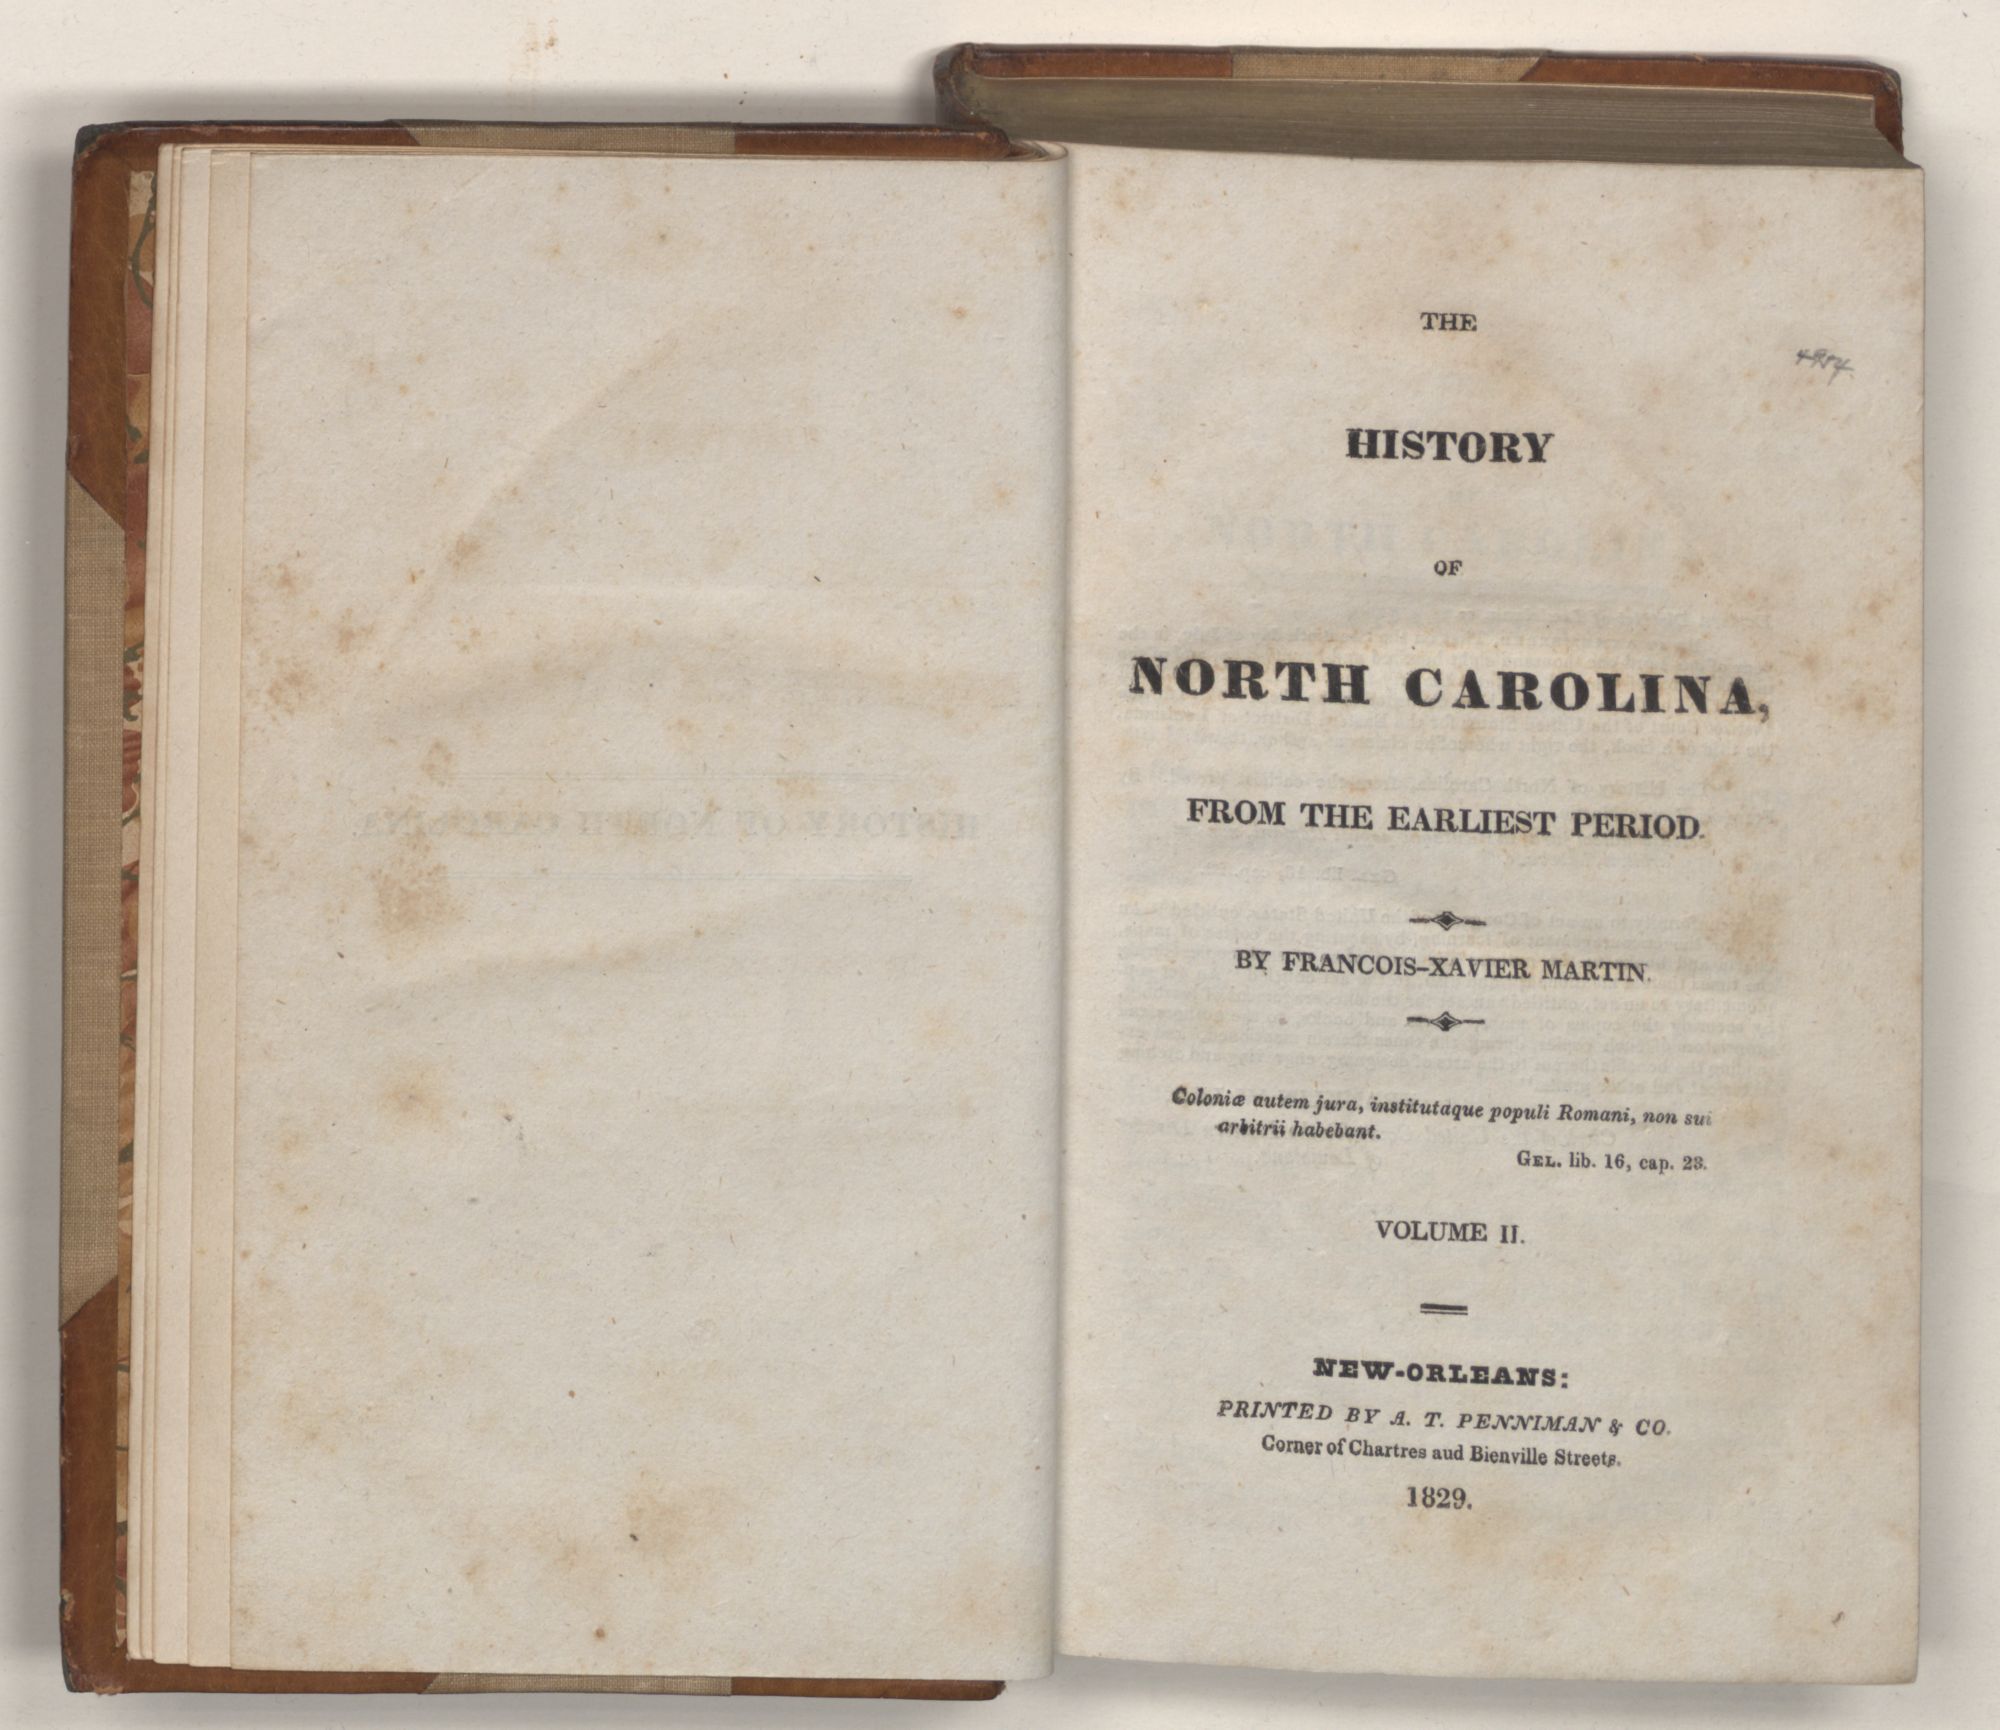 THE
HISTORY
OF
NORTH CAROLINA,
FROM THE EARLIEST PERIOD.
BY FRANCOIS-XAVIER MARTIN.
Coloniæ autem jura, institutaque populi Romani, non sui
arbitrii habebant.
GEL. lib. 16, cap. 23.
VOLUME II.
NEW-ORLEANS:
PRINTED BY A. T. PENNIMAN & CO.
Corner of Chartres aud Bienville Streets.
1829.